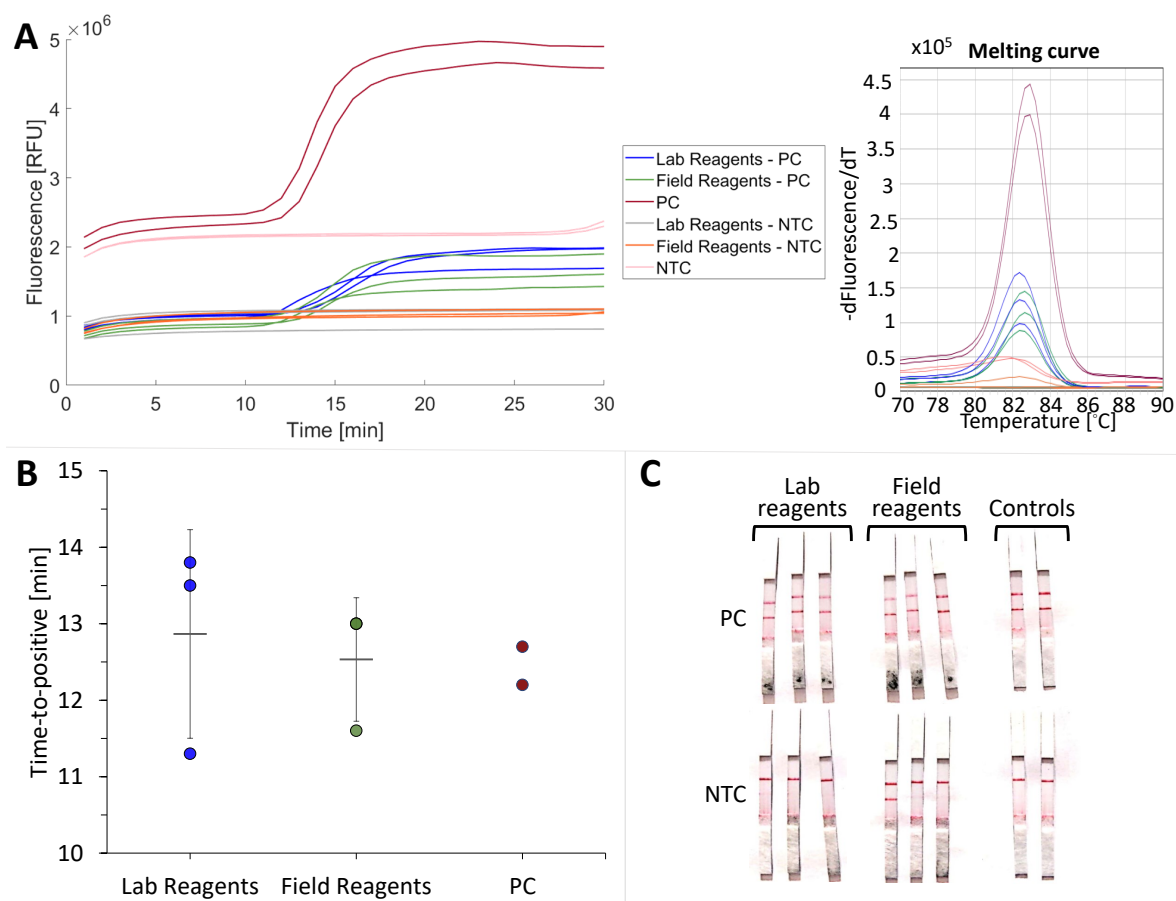 A
×10⁶
5
4
3
2
1
0
Fluorescence [RFU]
0
5
10
15
20
25
30
Time [min]
Lab Reagents - PC
Field Reagents - PC
PC
Lab Reagents - NTC
Field Reagents - NTC
NTC
x10⁵
Melting curve
4.5
4
3.5
3
2.5
2
1.5
1
0.5
0
-dFluorescence/dT
70
78
80
82
84
86
88
90
Temperature [°C]
B
15
14
13
12
11
10
Time-to-positive [min]
Lab Reagents
Field Reagents
PC
C
Lab
reagents
Field
reagents
Controls
PC
NTC